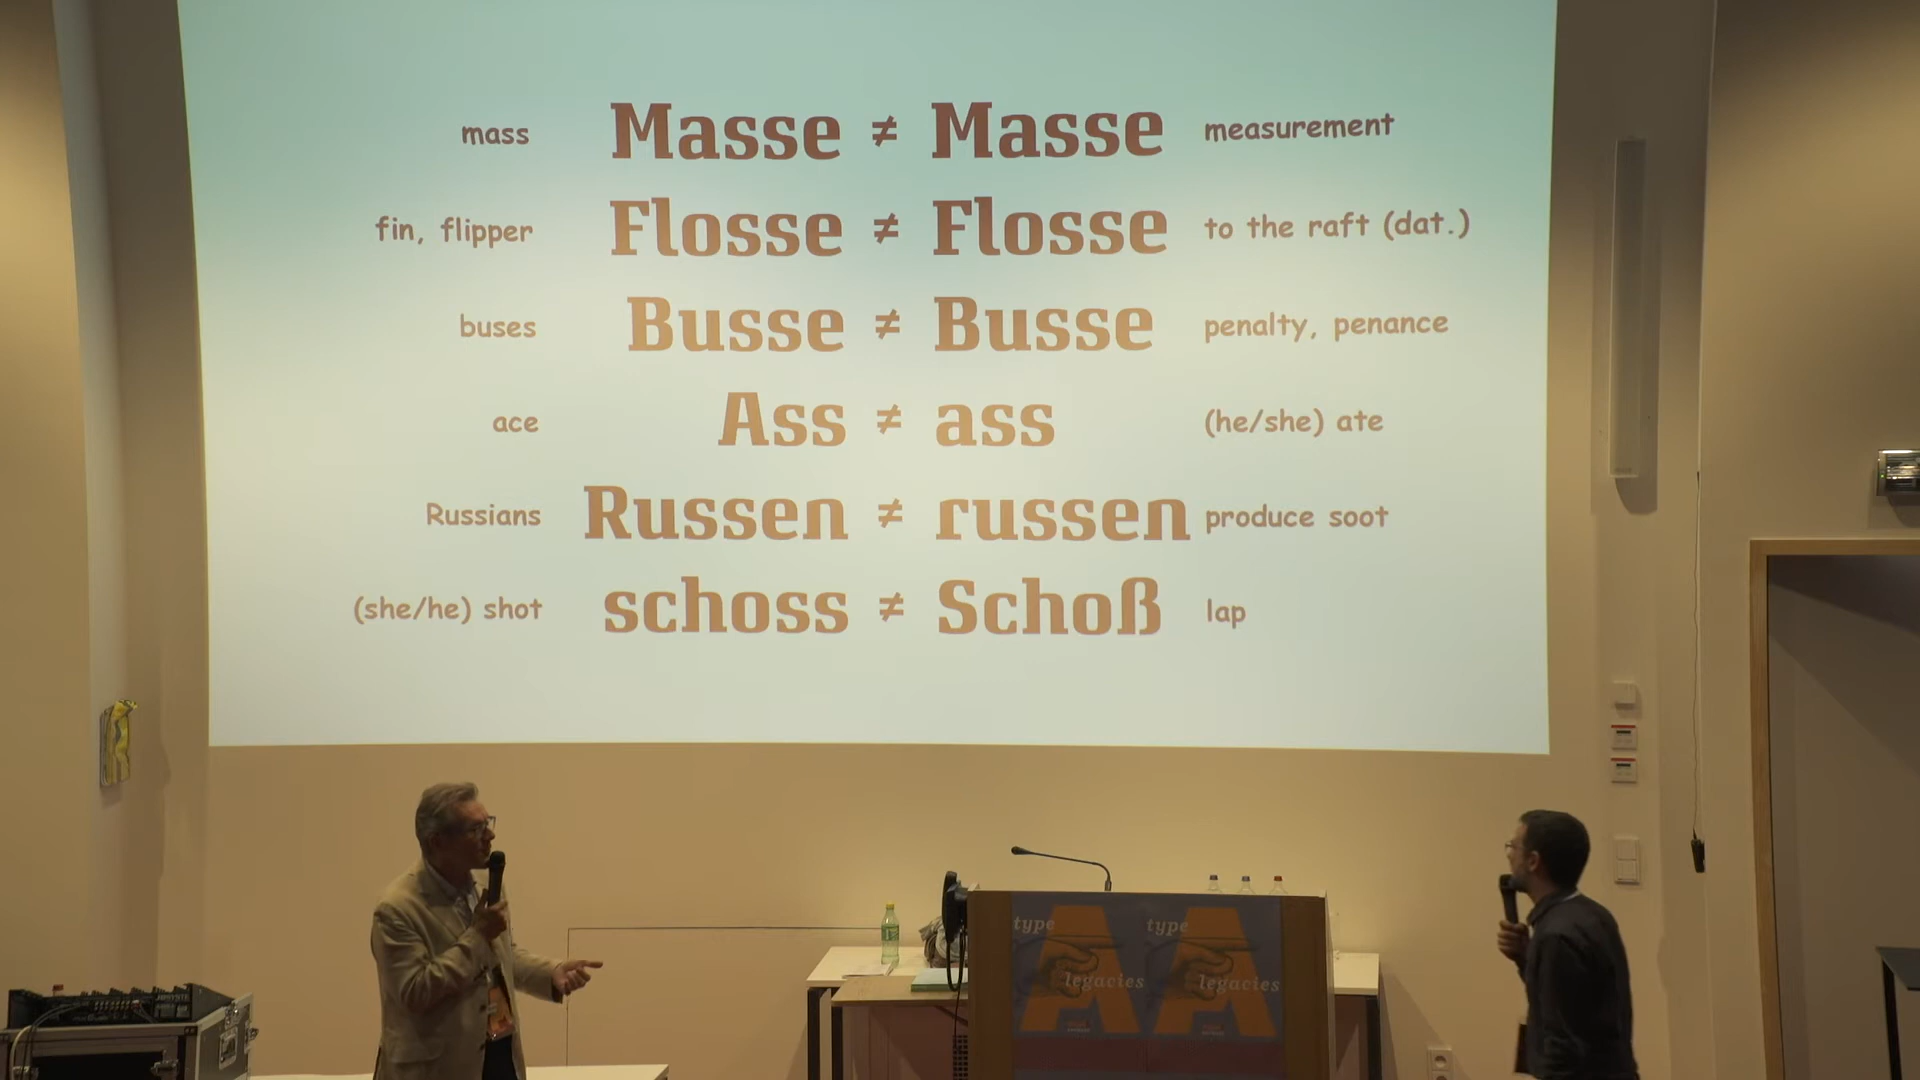 mass Masse ≠ Masse measurement
fin, flipper Flosse ≠ Flosse to the raft (dat.)
buses Busse ≠ Busse penalty, penance
ace Ass ≠ ass (he/she) ate
Russians Russen ≠ russen produce soot
(she/he) shot schoss ≠ Schoß lap
type
legacies
type
legacies